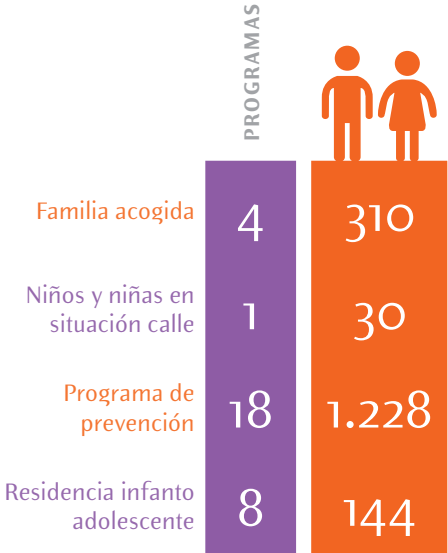 PROGRAMAS
Familia acogida
4
310
Niños y niñas en
situación calle
1
30
Programa de
prevención
18
1.228
Residencia infanto
adolescente
8
144